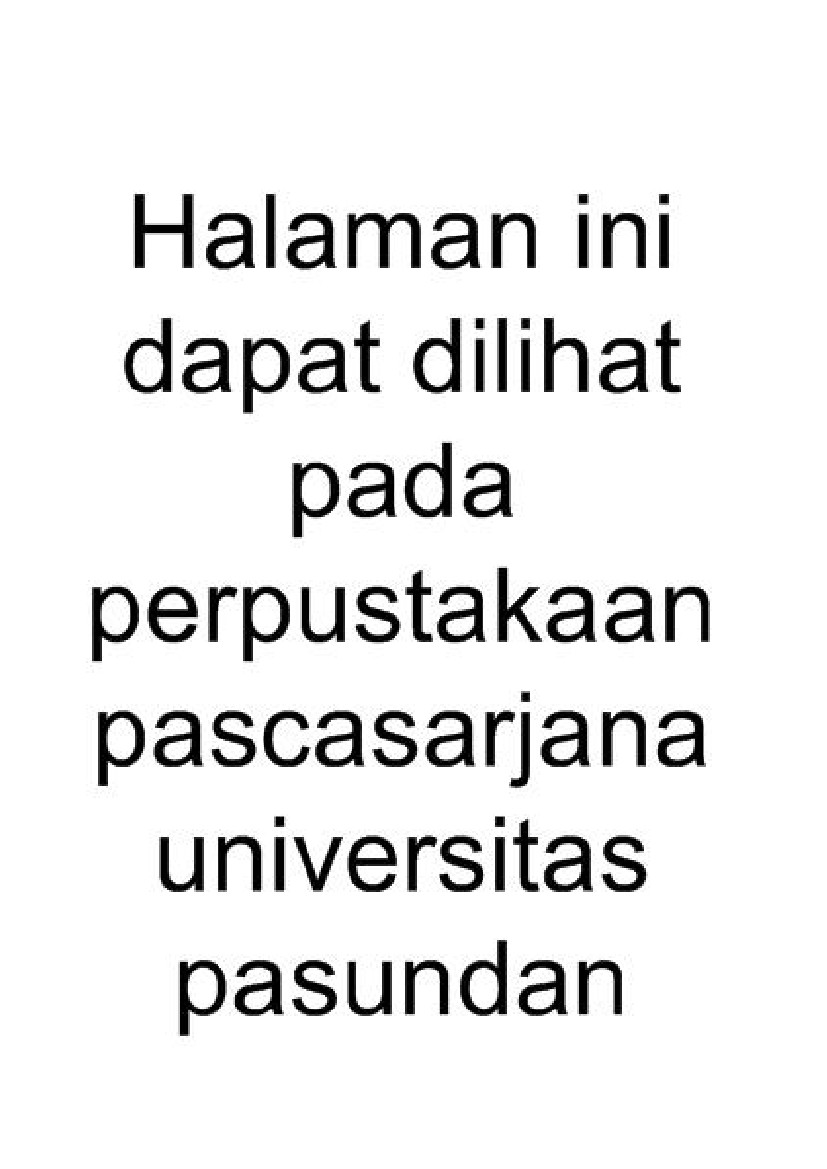 Halaman ini
dapat dilihat
pada
perpustakaan
pascasarjana
universitas
pasundan